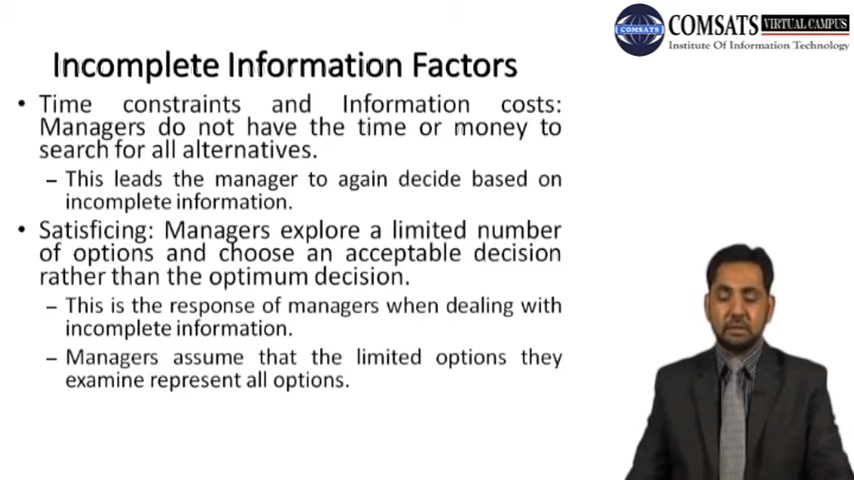 COMSATS VIRTUAL CAMPUS
COMSATS
Institute Of Information Technology
Incomplete Information Factors
• Time constraints and Information costs:
Managers do not have the time or money to
search for all alternatives.
– This leads the manager to again decide based on
incomplete information.
• Satisficing: Managers explore a limited number
of options and choose an acceptable decision
rather than the optimum decision.
– This is the response of managers when dealing with
incomplete information.
– Managers assume that the limited options they
examine represent all options.